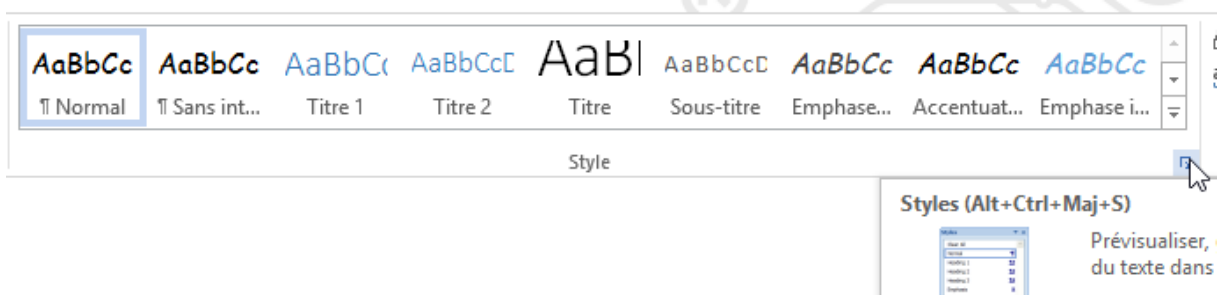 AaBbCc AaBbCc AaBbC AaBbCcD AaB AaBbCcD AaBbCc AaBbCc AaBbCc
¶ Normal ¶ Sans int... Titre 1 Titre 2 Titre Sous-titre Emphase... Accentuat... Emphase i...
Style
Styles (Alt+Ctrl+Maj+S)
Prévisualiser,
du texte dans